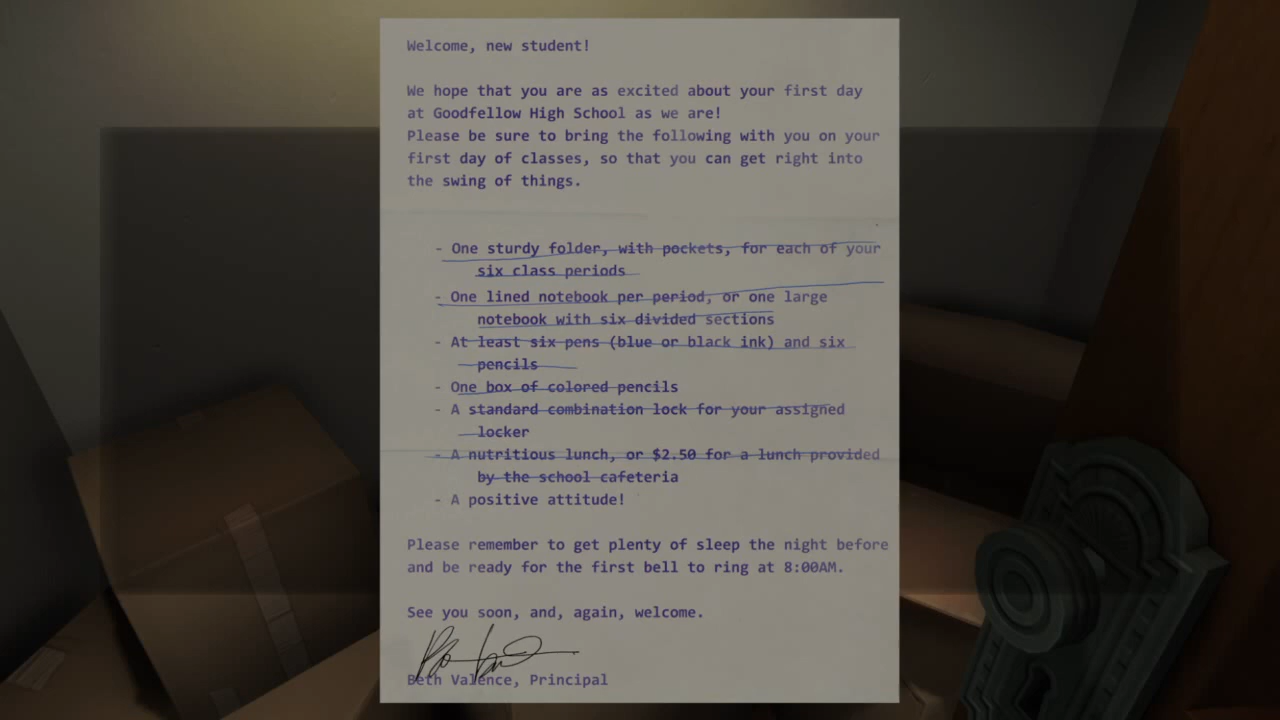 Welcome, new student!
We hope that you are as excited about your first day
at Goodfellow High School as we are!
Please be sure to bring the following with you on your
first day of classes, so that you can get right into
the swing of things.
- One sturdy folder, with pockets, for each of your
six class periods
- One lined notebook per period, or one large
notebook with six divided sections
- At least six pens (blue or black ink) and six
pencils
- One box of colored pencils
- A standard combination lock for your assigned
locker
- A nutritious lunch, or $2.50 for a lunch provided
by the school cafeteria
- A positive attitude!
Please remember to get plenty of sleep the night before
and be ready for the first bell to ring at 8:00AM.
See you soon, and, again, welcome.
Beth Valence, Principal